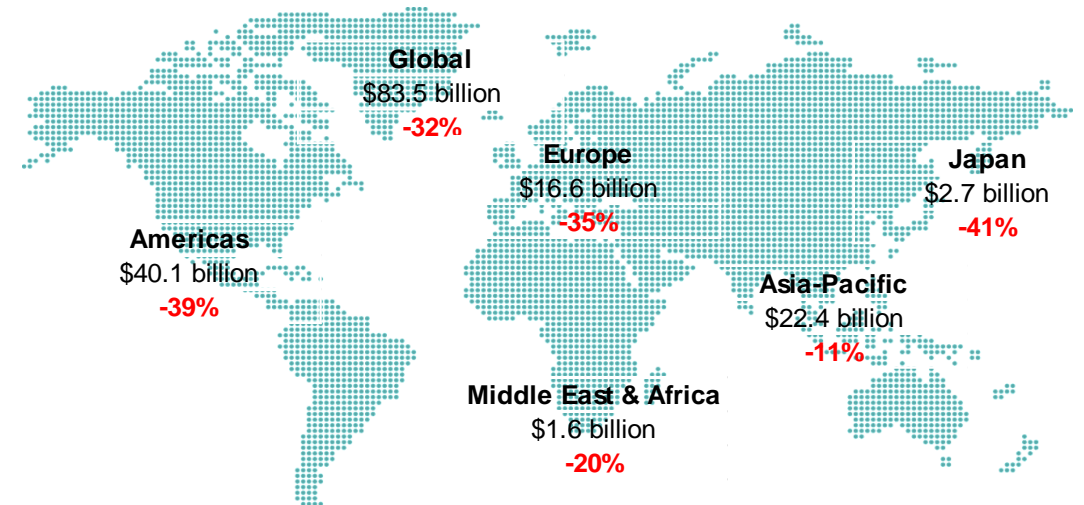 Global
$83.5 billion
-32%
Europe
$16.6 billion
-35%
Japan
$2.7 billion
-41%
Americas
$40.1 billion
-39%
Asia-Pacific
$22.4 billion
-11%
Middle East & Africa
$1.6 billion
-20%